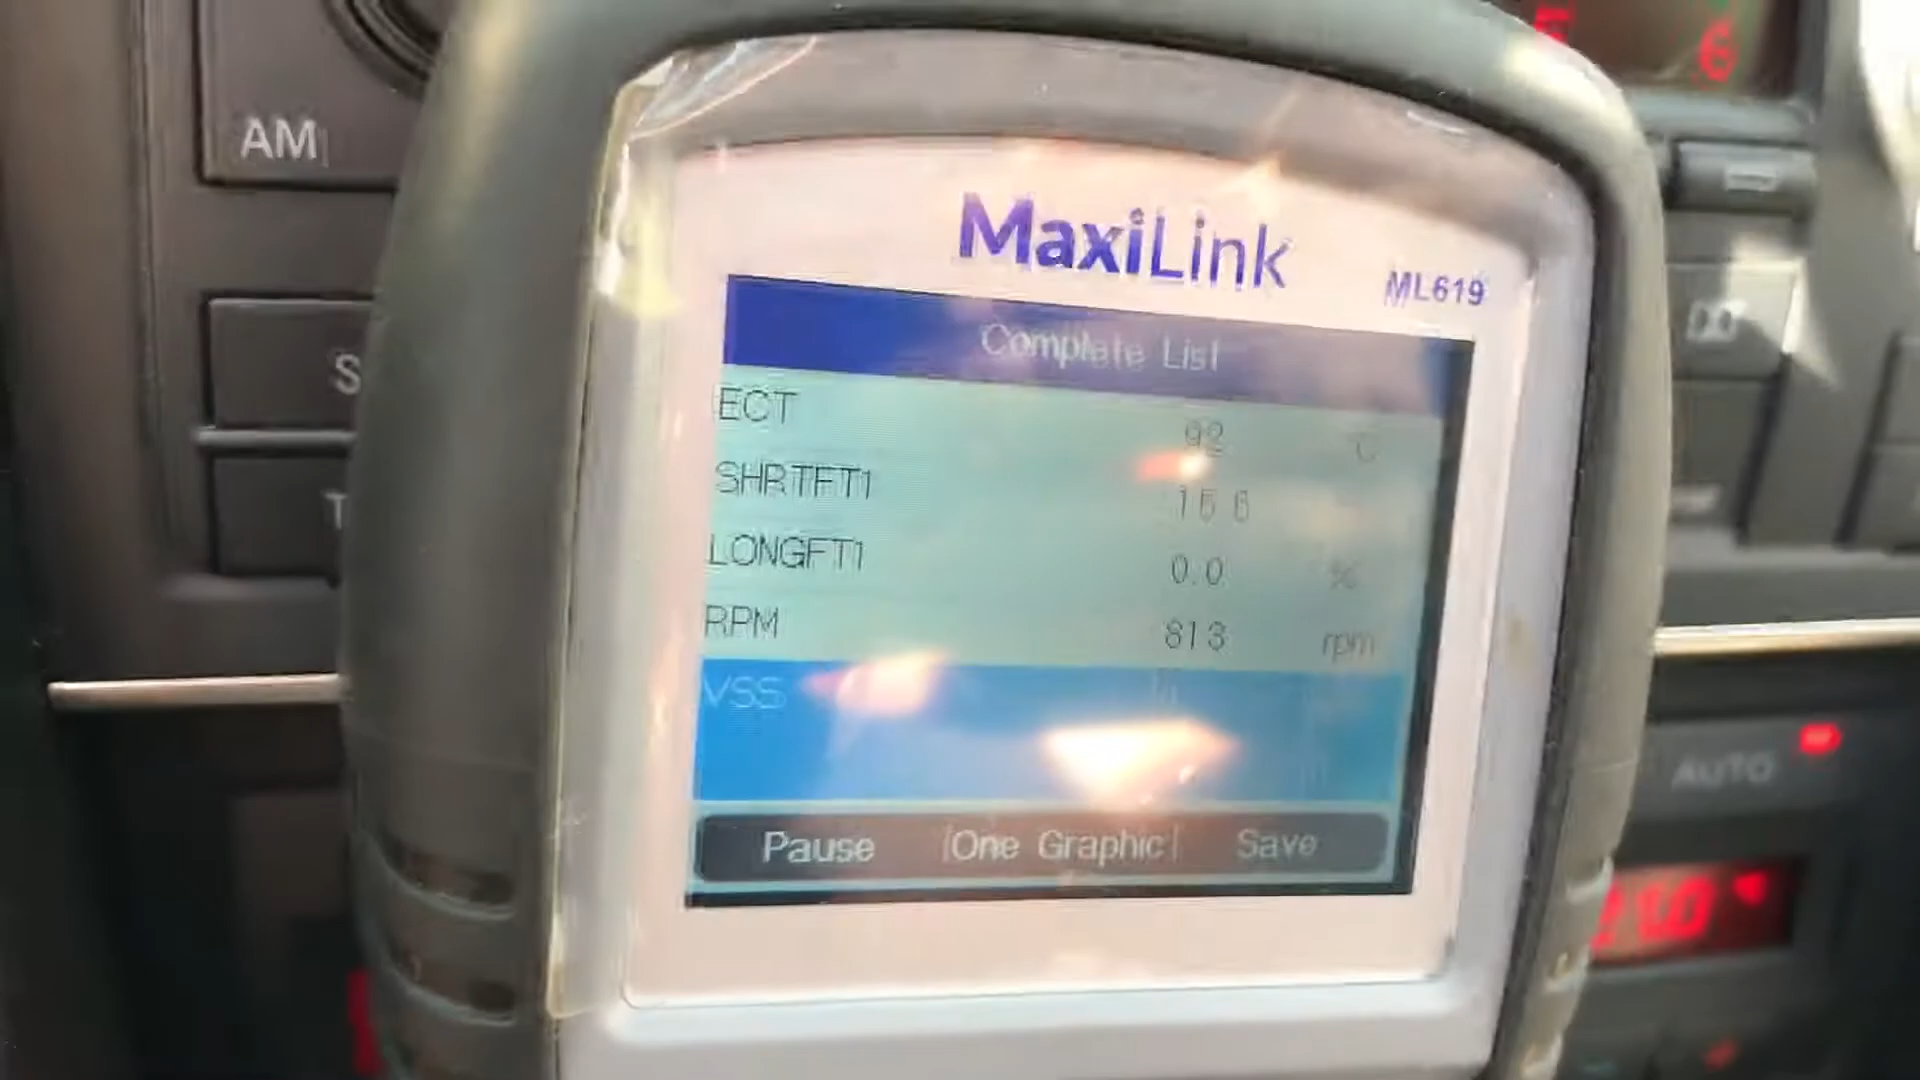 AM
6
MaxiLink
ML619
Complete List
ECT 92 °C
SHRTFT1
LONGFT1 0.0 %
RPM 813 rpm
VSS
Pause One Graphic Save
AUTO